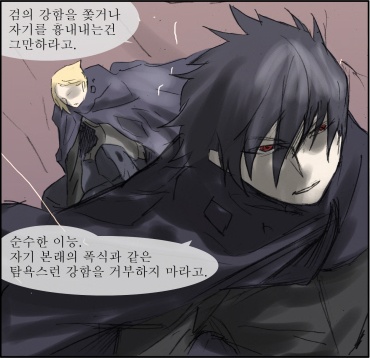 검의 강함을 쫓거나
자기를 흉내내는건
그만하라고.
순수한 이능.
자기 본래의 폭식과 같은
탐욕스런 강함을 거부하지 마라고.